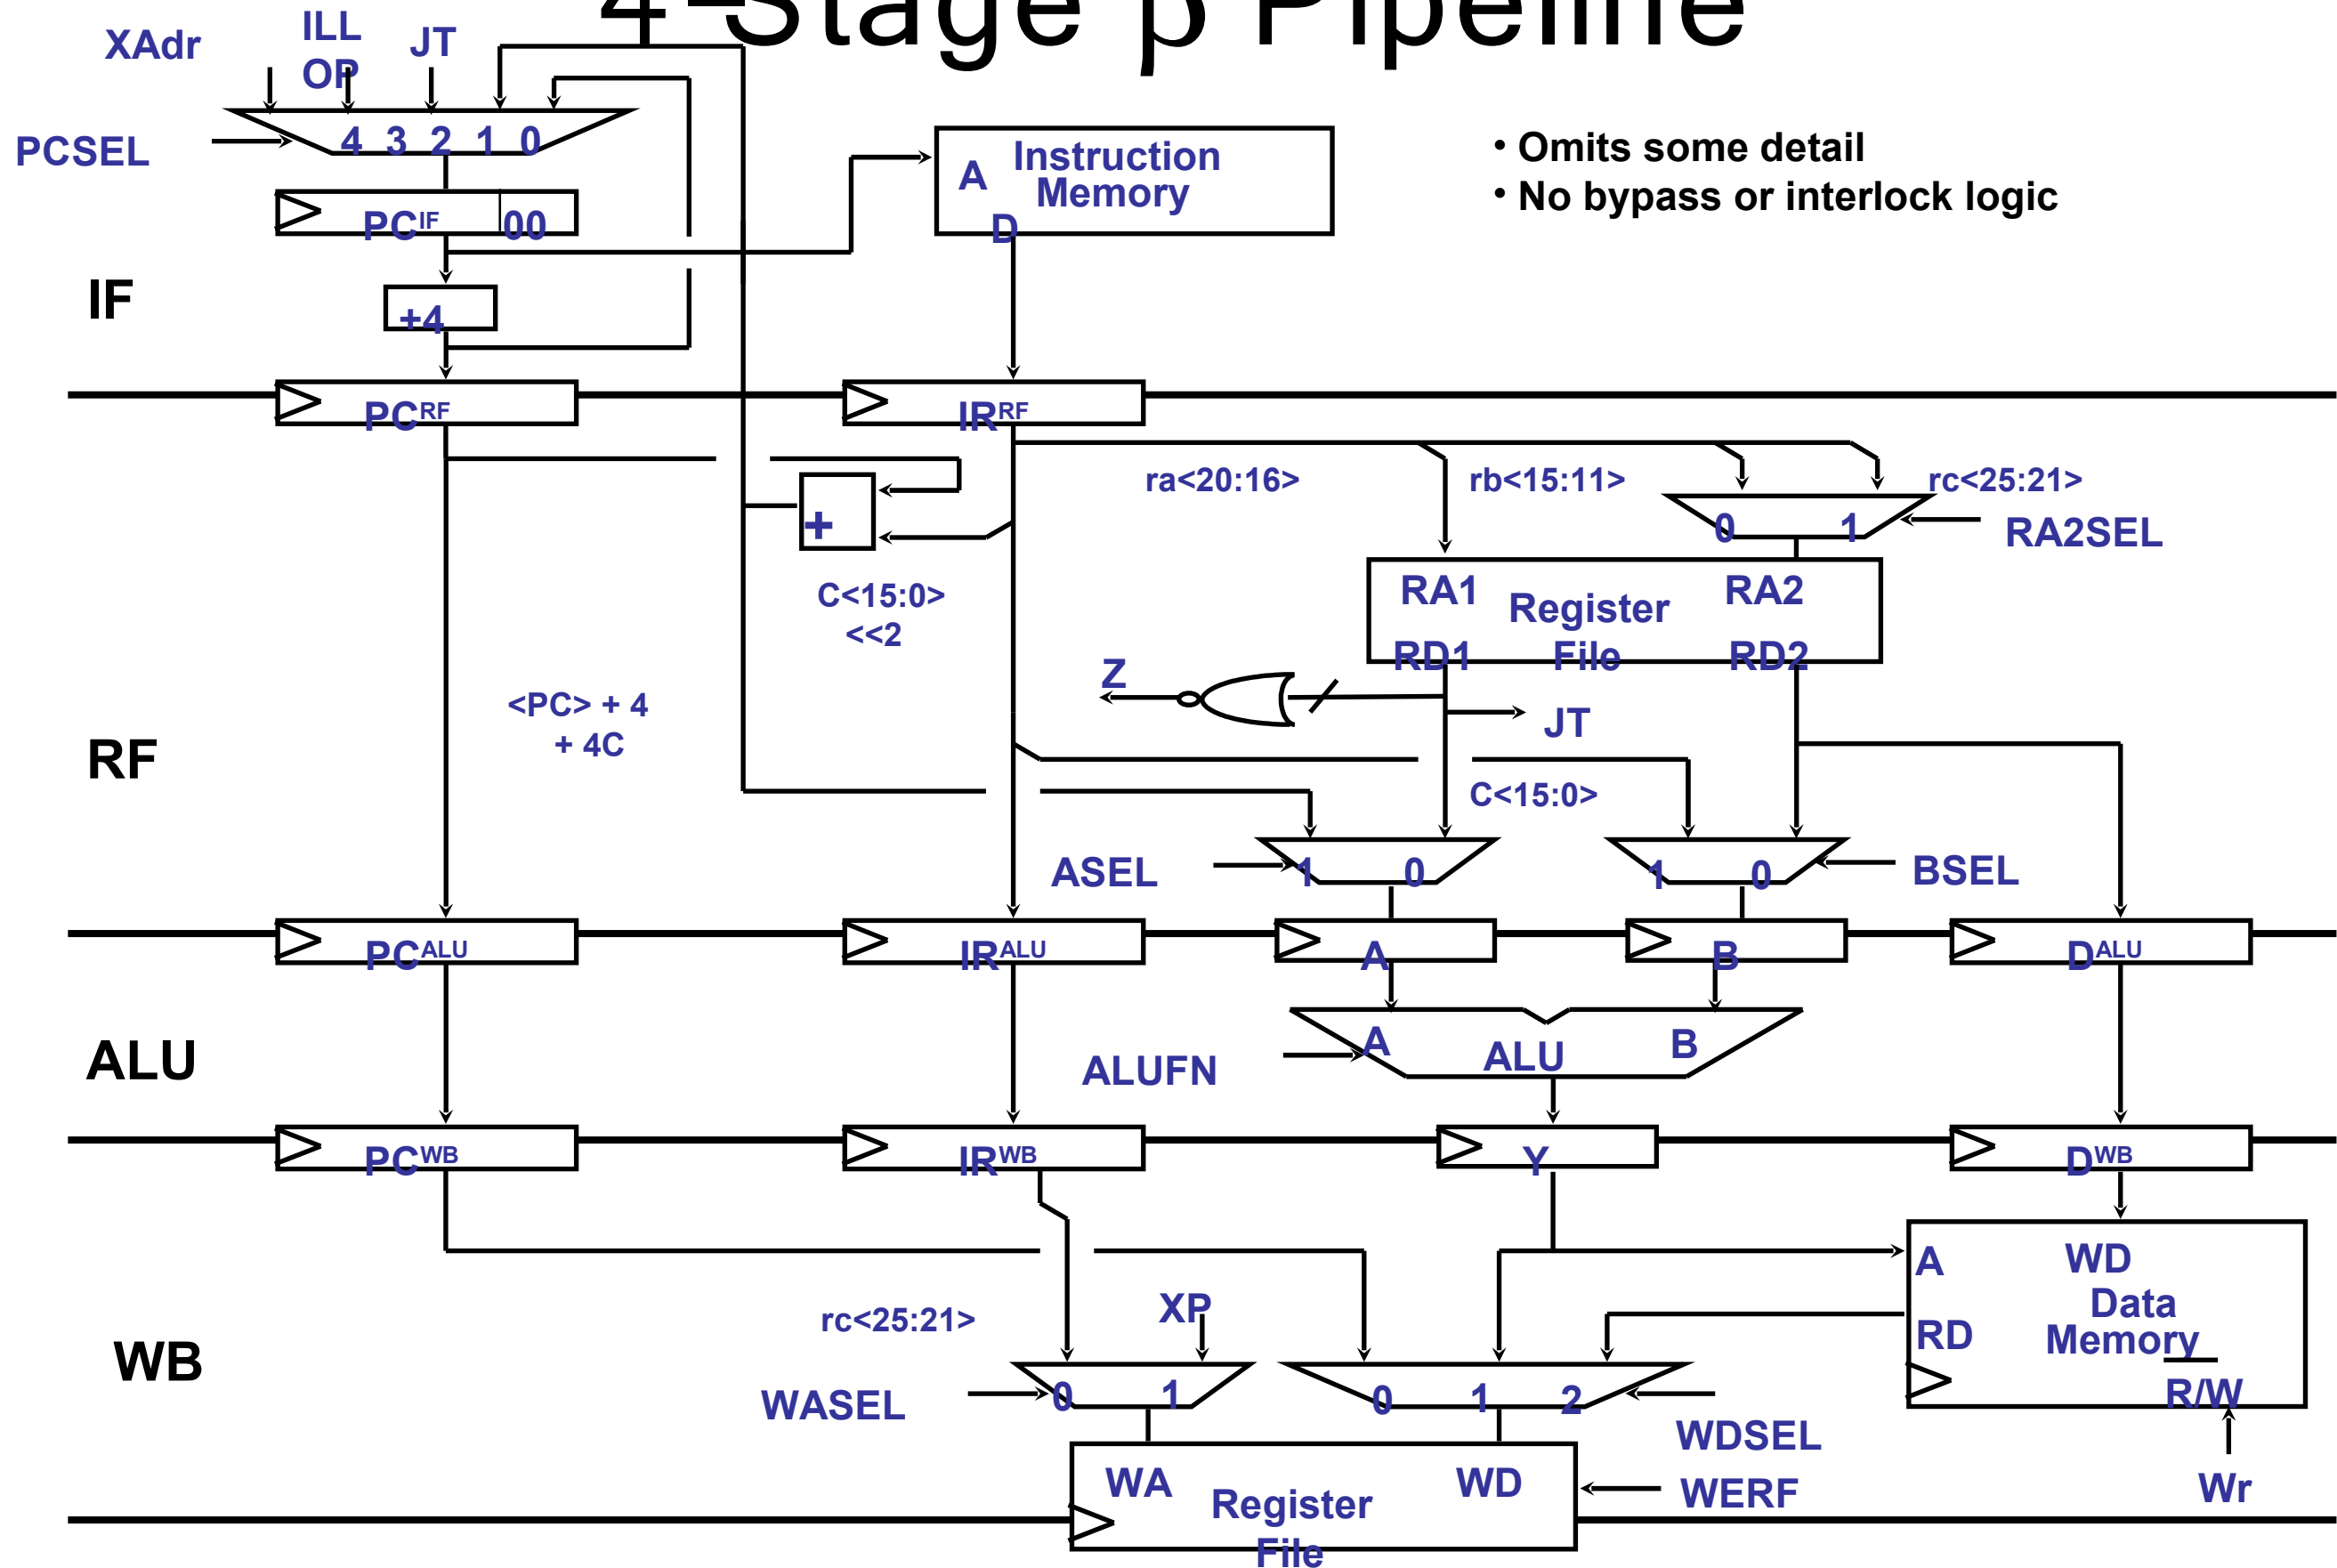 4-Stage β Pipeline
XAdr
ILL
OP
JT
PCSEL
4 3 2 1 0
PCIF 00
Instruction
Memory
A
D
• Omits some detail
• No bypass or interlock logic
IF
+4
PCRF
IRRF
ra<20:16>
rb<15:11>
rc<25:21>
+
0 1
RA2SEL
C<15:0>
<<2
RA1
RA2
Register
File
RD1
RD2
Z
JT
<PC> + 4
+ 4C
RF
C<15:0>
ASEL
1 0
1 0
BSEL
PCALU
IRALU
A
B
DALU
ALU
ALUFN
A
ALU
B
PCWB
IRWB
Y
DWB
A
WD
Data
Memory
RD
R/W
rc<25:21>
XP
WB
WASEL
0 1
0 1 2
WDSEL
WA
WD
Register
File
WERF
Wr